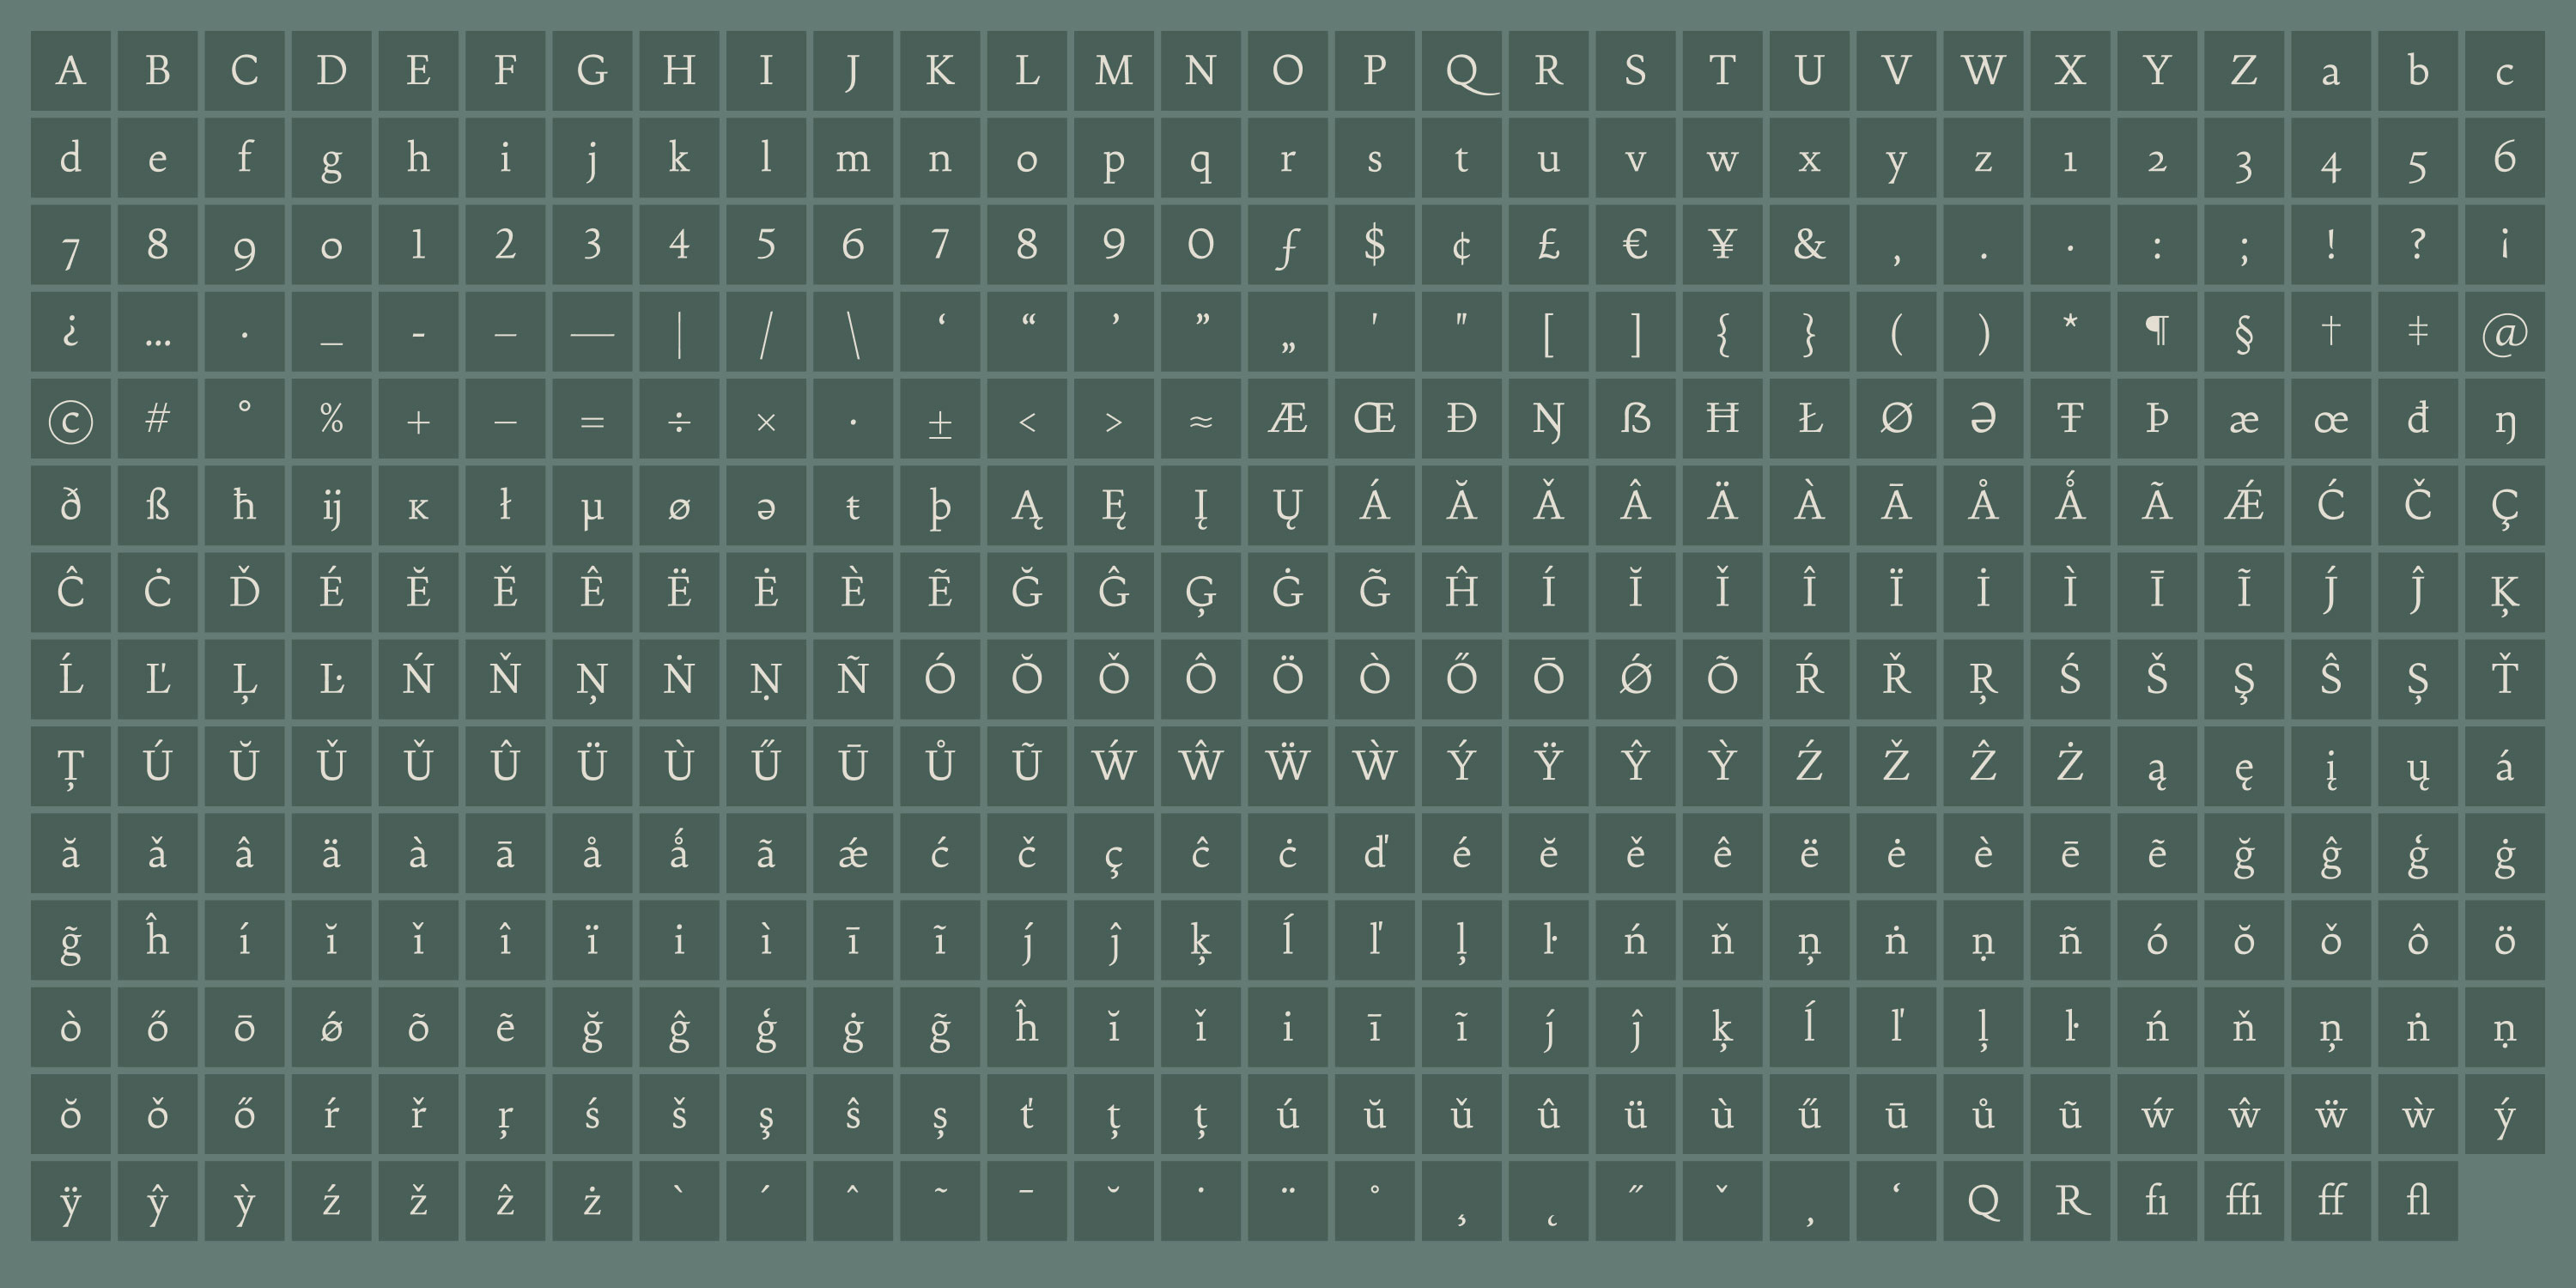 A B C D E F G H I J K L M N O P Q R S T U V W X Y Z a b c
d e f g h i j k l m n o p q r s t u v w x y z 1 2 3 4 5 6
7 8 9 0 1 2 3 4 5 6 7 8 9 0 ƒ $ ¢ £ € ¥ & , . · : ; ! ? ¡
¿ … · _ - – — | / \ ‘ “ ’ ” „ ' " [ ] { } ( ) * ¶ § † ‡ @
© # ° % + − = ÷ × · ± < > ≈ Æ Œ Đ Ŋ ẞ Ħ Ł Ø Ə Ŧ Þ æ œ đ ŋ
ð ß ħ ij ĸ ł µ ø ə ŧ þ Ą Ę Į Ų Á Ă Ǎ Â Ä À Ā Å Ǻ Ã Ǽ Ć Č Ç
Ĉ Ċ Ď É Ĕ Ě Ê Ë Ė È Ẽ Ğ Ĝ Ģ Ġ G̃ Ĥ Í Ĭ Ǐ Î Ï İ Ì Ī Ĩ J́ Ĵ Ķ
Ĺ Ľ Ļ Ŀ Ń Ň Ņ Ṅ Ṇ Ñ Ó Ŏ Ǒ Ô Ö Ò Ő Ō Ǿ Õ Ŕ Ř Ŗ Ś Š Ş Ŝ Ș Ť
Ț Ú Ŭ Ǔ Ǔ Û Ü Ù Ű Ū Ů Ũ Ẃ Ŵ Ẅ Ẁ Ý Ÿ Ŷ Ỳ Ź Ž Ẑ Ż ą ę į ų á
ă ǎ â ä à ā å ǻ ã ǽ ć č ç ĉ ċ ď é ĕ ě ê ë ė è ē ẽ ğ ĝ ģ ġ
g̃ ĥ í ĭ ǐ î ï i ì ī ĩ j́ ĵ ķ ĺ ľ ļ ŀ ń ň ņ ṅ ṇ ñ ó ŏ ǒ ô ö
ò ő ō ǿ õ ẽ ğ ĝ ģ ġ g̃ ĥ ĭ ǐ i ī ĩ j́ ĵ ķ ĺ ľ ļ ŀ ń ň ņ ṅ ṇ
ŏ ǒ ő ŕ ř ŗ ś š ş ŝ ș ť ț ț ú ŭ ǔ û ü ù ű ū ů ũ ẃ ŵ ẅ ẁ ý
ÿ ŷ ỳ ź ž ẑ ż ` ´ ˆ ˜ ¯ ˘ ˙ ¨ ˚ ¸ ˛ ˝ ˇ , ‘ Q R fi ffi ff fl